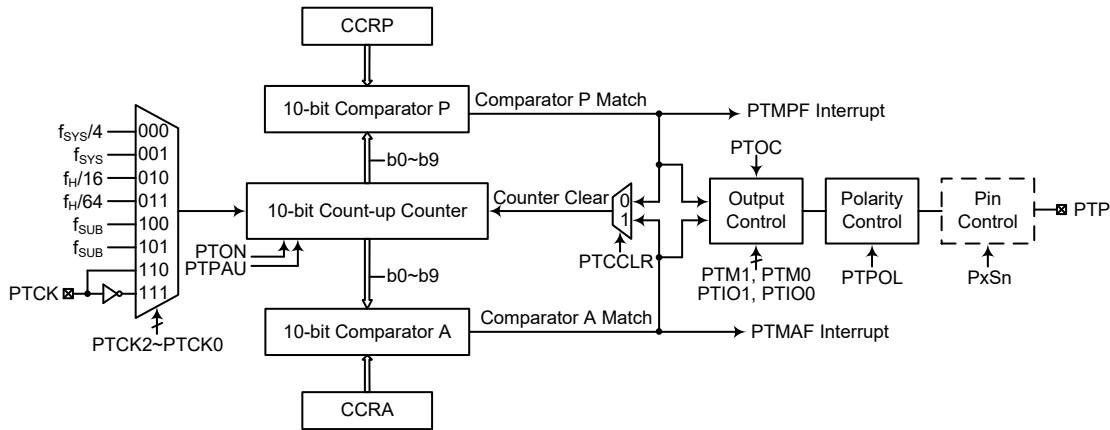 CCRP
10-bit Comparator P
Comparator P Match
PTMPF Interrupt
b0~b9
fSYS/4
000
fSYS
001
fH/16
010
fH/64
011
fSUB
100
fSUB
101
110
111
PTCK
PTCK2~PTCK0
10-bit Count-up Counter
PTON
PTPAU
Counter Clear
0
1
PTCCLR
PTOC
Output
Control
PTM1, PTM0
PTIO1, PTIO0
Polarity
Control
PTPOL
Pin
Control
PxSn
PTP
b0~b9
10-bit Comparator A
Comparator A Match
PTMAF Interrupt
CCRA